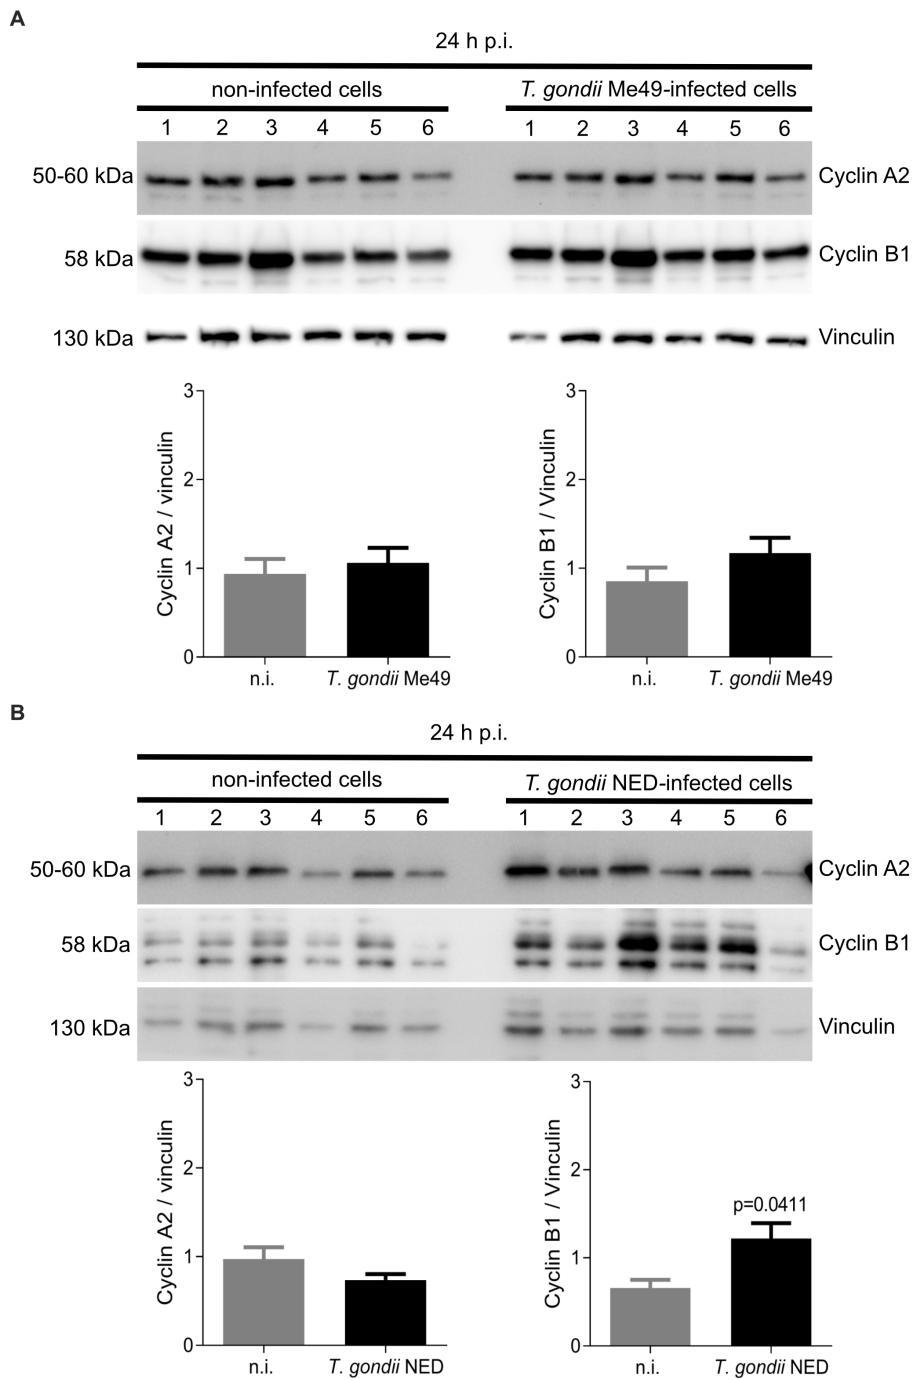 A
24 h p.i.
non-infected cells
T. gondii Me49-infected cells
1 2 3 4 5 6
1 2 3 4 5 6
50-60 kDa
Cyclin A2
58 kDa
Cyclin B1
130 kDa
Vinculin
Cyclin A2 / vinculin
3
2
1
0
n.i.
T. gondii Me49
Cyclin B1 / Vinculin
3
2
1
0
n.i.
T. gondii Me49
B
24 h p.i.
non-infected cells
T. gondii NED-infected cells
1 2 3 4 5 6
1 2 3 4 5 6
50-60 kDa
Cyclin A2
58 kDa
Cyclin B1
130 kDa
Vinculin
Cyclin A2 / vinculin
3
2
1
0
n.i.
T. gondii NED
Cyclin B1 / Vinculin
3
2
1
0
p=0.0411
n.i.
T. gondii NED